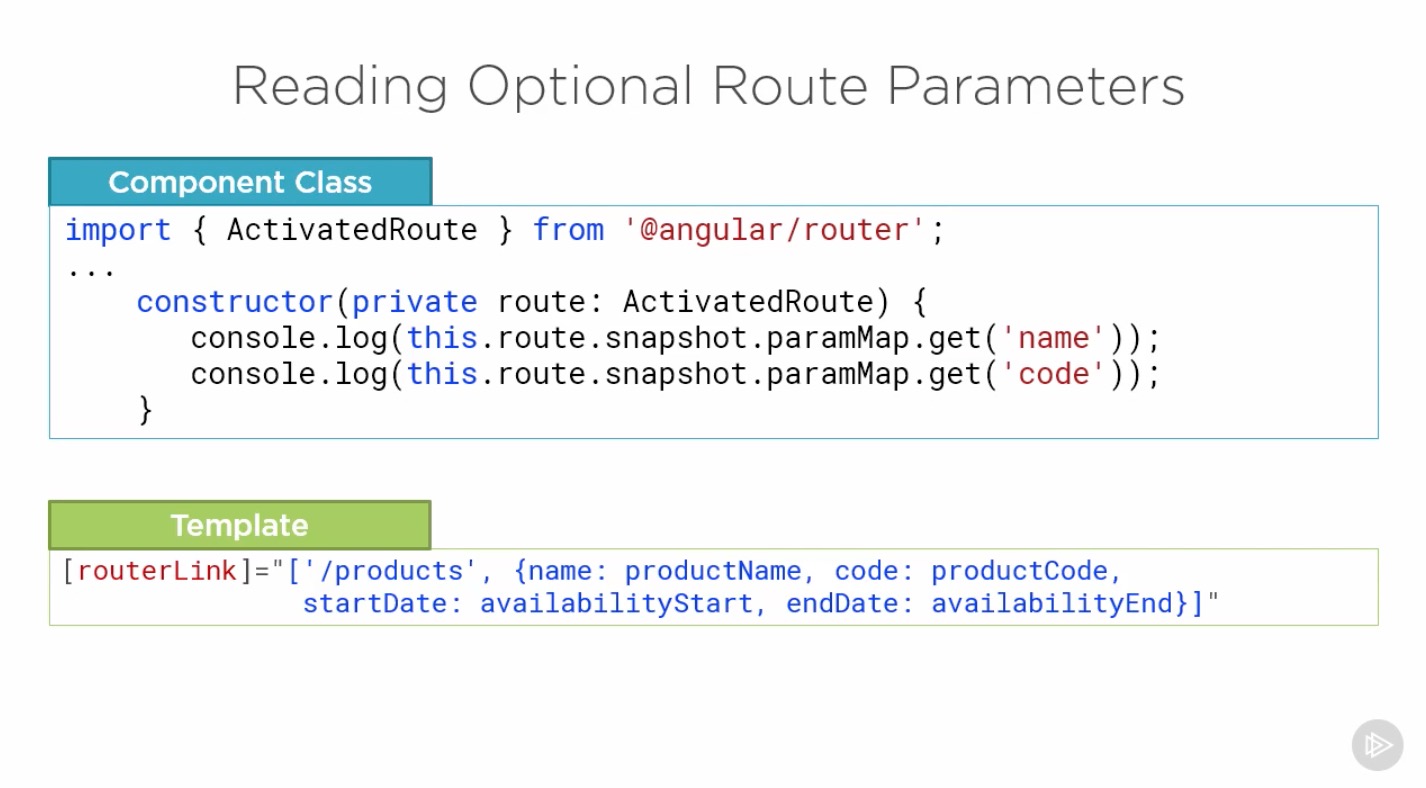 Reading Optional Route Parameters
Component Class
import { ActivatedRoute } from '@angular/router';
...
constructor(private route: ActivatedRoute) {
console.log(this.route.snapshot.paramMap.get('name'));
console.log(this.route.snapshot.paramMap.get('code'));
}
Template
[routerLink]="['/products', {name: productName, code: productCode,
startDate: availabilityStart, endDate: availabilityEnd}]"